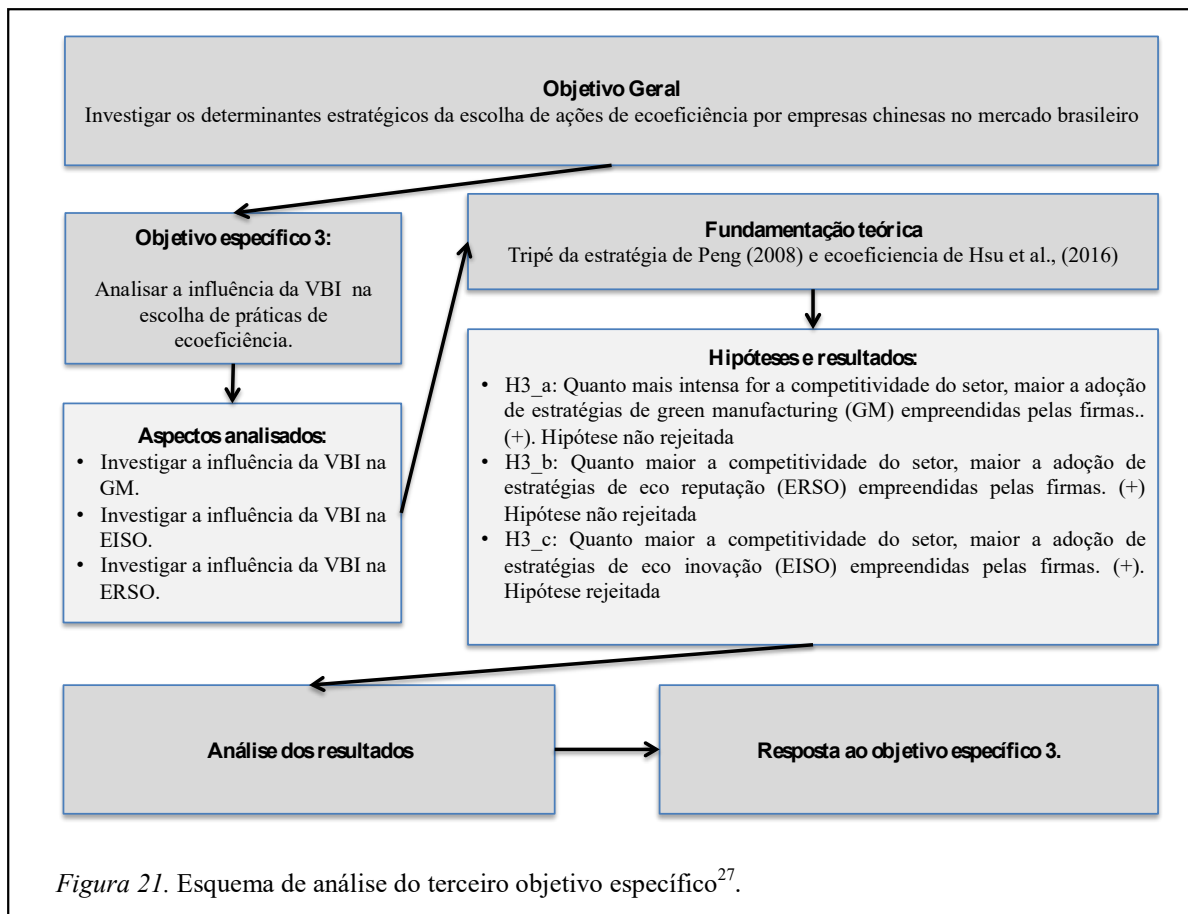 Objetivo Geral
Investigar os determinantes estratégicos da escolha de ações de ecoeficiência por empresas chinesas no mercado brasileiro
Objetivo específico 3:
Analisar a influência da VBI na
escolha de práticas de
ecoeficiência.
Aspectos analisados:
• Investigar a influência da VBI na
GM.
• Investigar a influência da VBI na
EISO.
• Investigar a influência da VBI na
ERSO.
Fundamentação teórica
Tripé da estratégia de Peng (2008) e ecoeficiencia de Hsu et al., (2016)
Hipóteses e resultados:
• H3_a: Quanto mais intensa for a competitividade do setor, maior a adoção
de estratégias de green manufacturing (GM) empreendidas pelas firmas..
(+). Hipótese não rejeitada
• H3_b: Quanto maior a competitividade do setor, maior a adoção de
estratégias de eco reputação (ERSO) empreendidas pelas firmas. (+)
Hipótese não rejeitada
• H3_c: Quanto maior a competitividade do setor, maior a adoção de
estratégias de eco inovação (EISO) empreendidas pelas firmas. (+).
Hipótese rejeitada
Análise dos resultados
Resposta ao objetivo específico 3.
Figura 21. Esquema de análise do terceiro objetivo específico27.